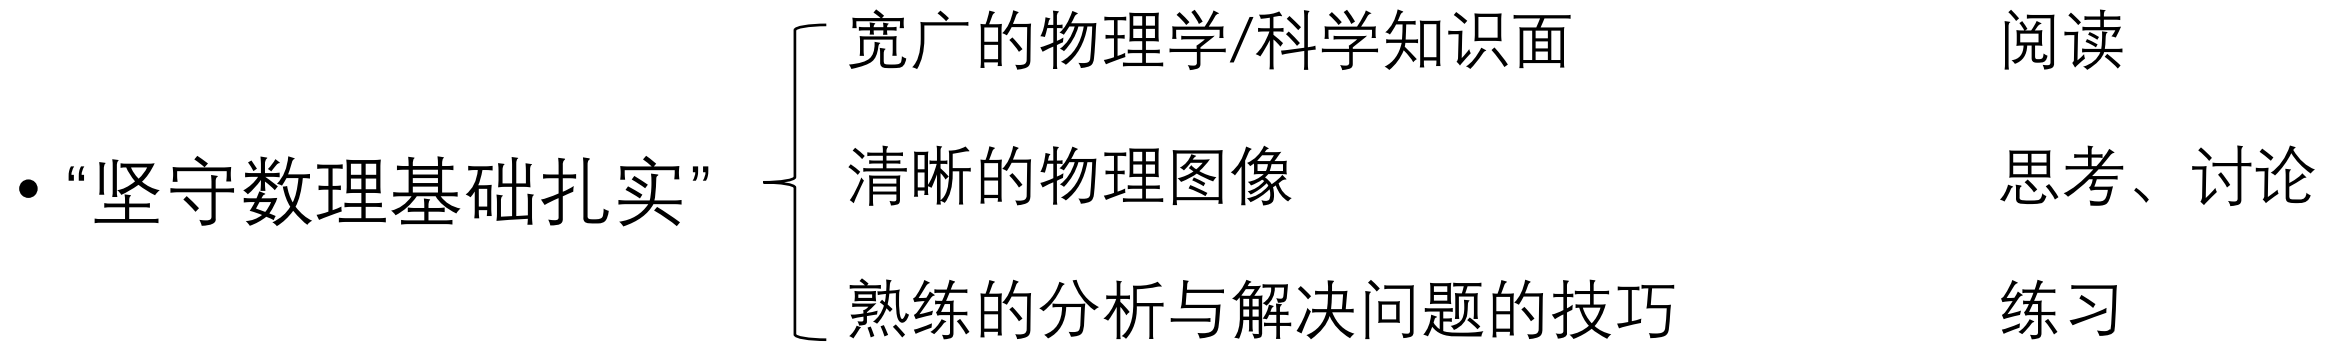 宽广的物理学/科学知识面 阅读
• “坚守数理基础扎实” 清晰的物理图像 思考、讨论
熟练的分析与解决问题的技巧 练习